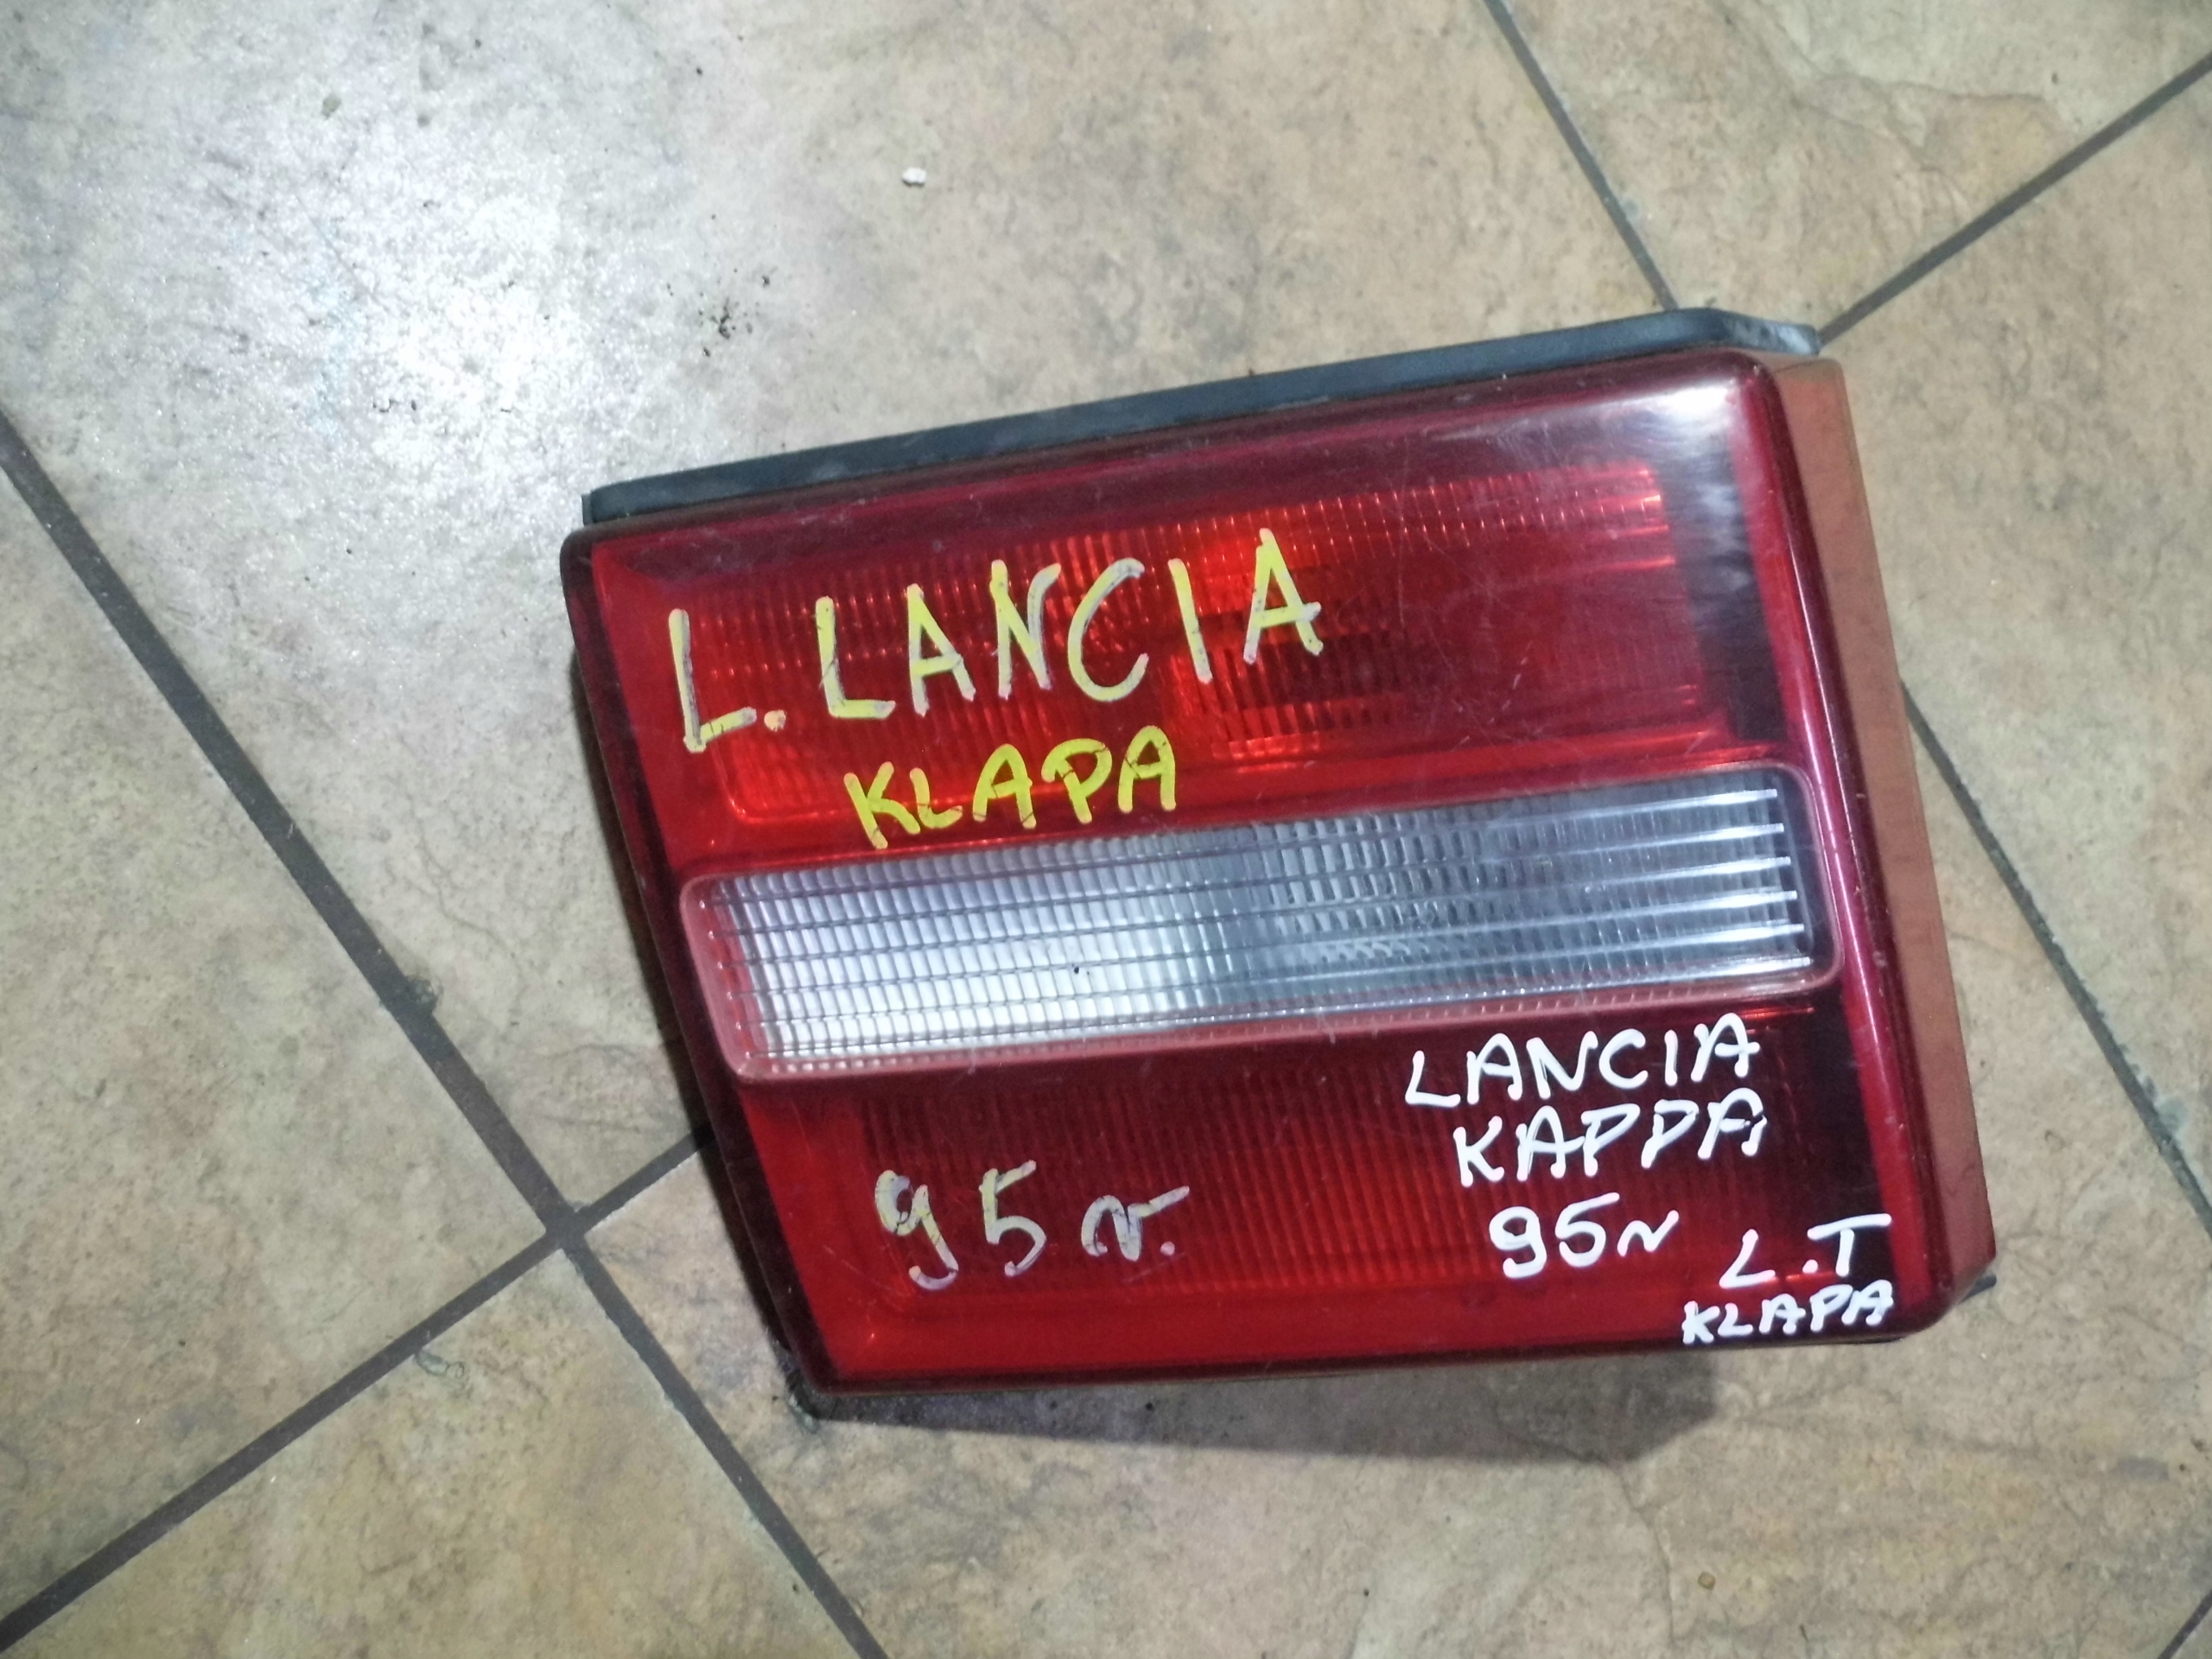 L. LANCIA
KLAPA
95r.
LANCIA
KAPPA
95r
L.T
KLAPA